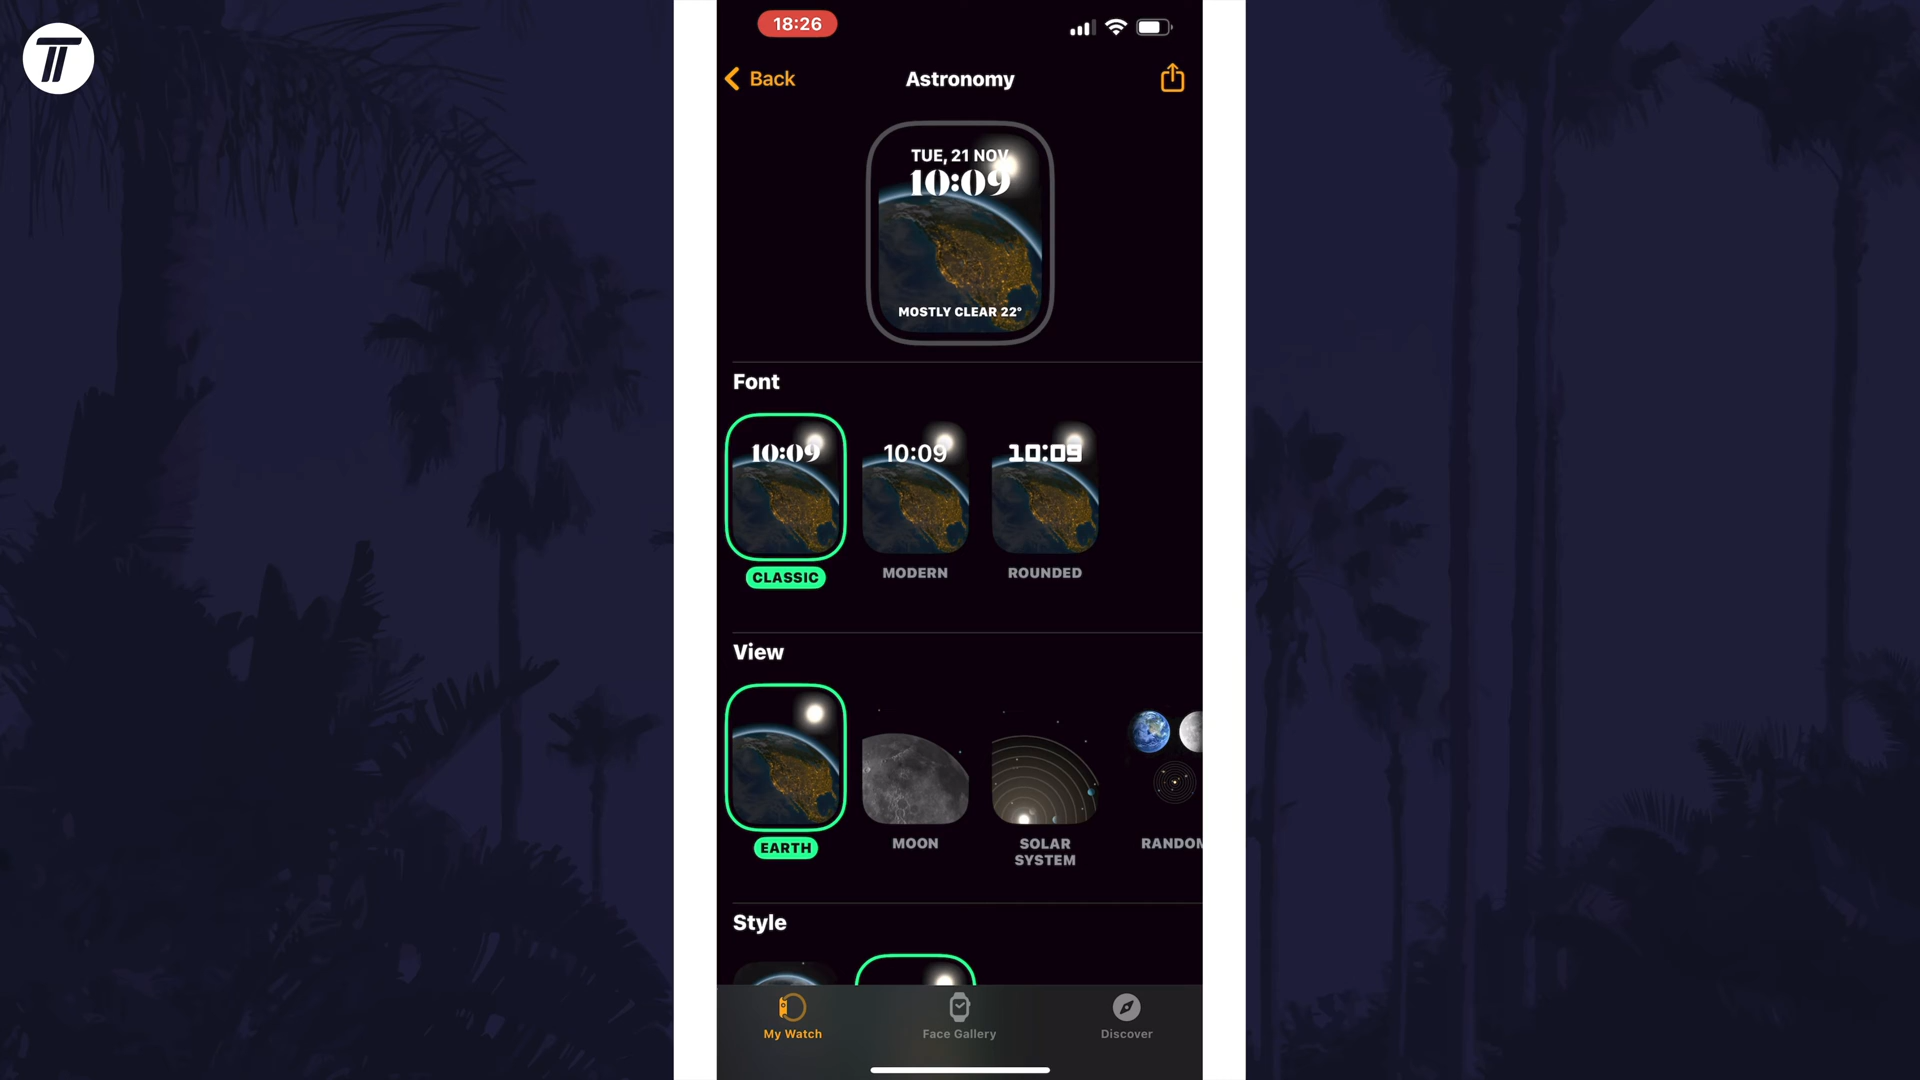 18:26
Back
Astronomy
TUE, 21 NOV
10:09
MOSTLY CLEAR 22°
Font
10:09
10:09
10:09
CLASSIC
MODERN
ROUNDED
View
EARTH
MOON
SOLAR
SYSTEM
RANDOM
Style
My Watch
Face Gallery
Discover